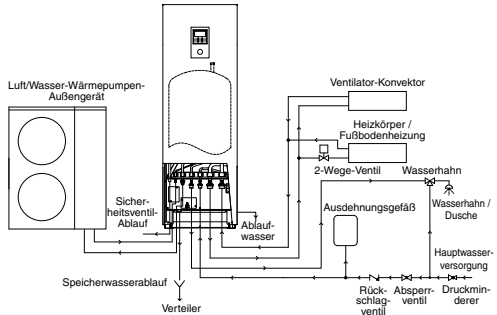 Luft/Wasser-Wärmepumpen-
Außengerät
Ventilator-Konvektor
Heizkörper /
Fußbodenheizung
2-Wege-Ventil
Wasserhahn
Sicher-
heitsventil-
Ablauf
Ablauf-
wasser
Ausdehnungsgefäß
Wasserhahn /
Dusche
Hauptwasser-
versorgung
Speicherwasserablauf
Verteiler
Rück-
schlag-
ventil
Absperr-
ventil
Druckmin-
derer